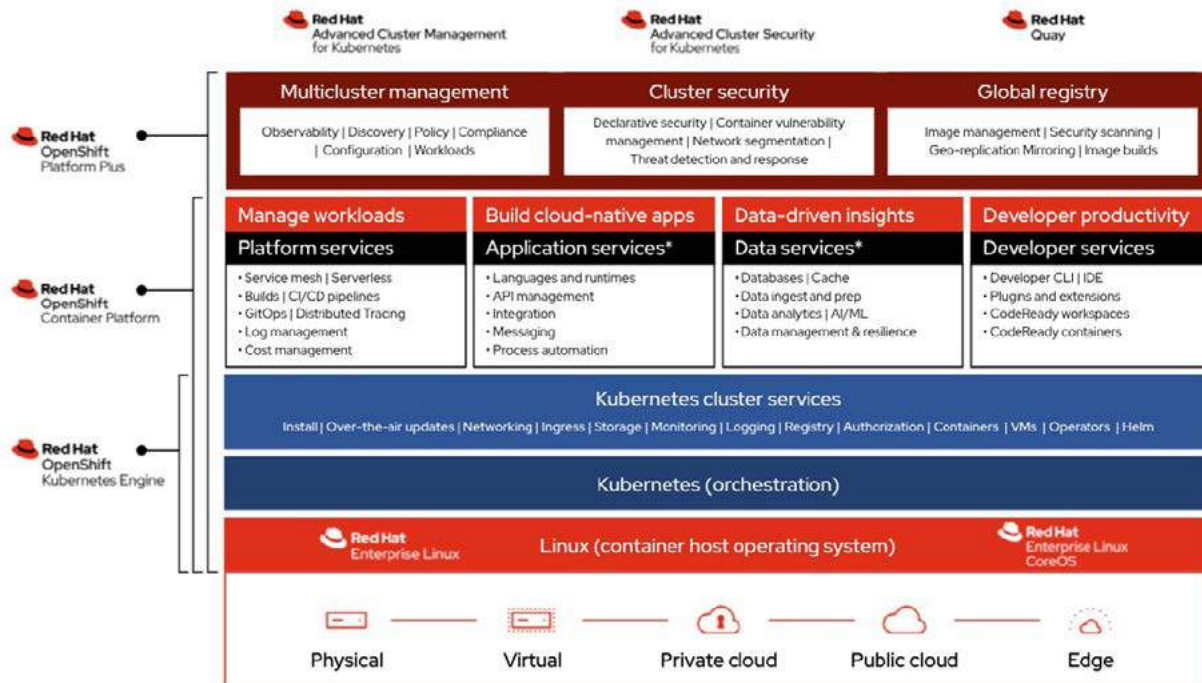 Red Hat
Advanced Cluster Management
for Kubernetes
Red Hat
Advanced Cluster Security
for Kubernetes
Red Hat
Quay
Red Hat
OpenShift
Platform Plus
Multicluster management
Observability | Discovery | Policy | Compliance
| Configuration | Workloads
Cluster security
Declarative security | Container vulnerability
management | Network segmentation |
Threat detection and response
Global registry
Image management | Security scanning |
Geo-replication Mirroring | Image builds
Red Hat
OpenShift
Container Platform
Manage workloads
Platform services
• Service mesh | Serverless
• Builds | CI/CD pipelines
• GitOps | Distributed Tracing
• Log management
• Cost management
Build cloud-native apps
Application services*
• Languages and runtimes
• API management
• Integration
• Messaging
• Process automation
Data-driven insights
Data services*
• Databases | Cache
• Data ingest and prep
• Data analytics | AI/ML
• Data management & resilience
Developer productivity
Developer services
• Developer CLI | IDE
• Plugins and extensions
• CodeReady workspaces
• CodeReady containers
Red Hat
OpenShift
Kubernetes Engine
Kubernetes cluster services
Install | Over-the-air updates | Networking | Ingress | Storage | Monitoring | Logging | Registry | Authorization | Containers | VMs | Operators | Helm
Kubernetes (orchestration)
Red Hat
Enterprise Linux
Linux (container host operating system)
Red Hat
Enterprise Linux
CoreOS
Physical
Virtual
Private cloud
Public cloud
Edge